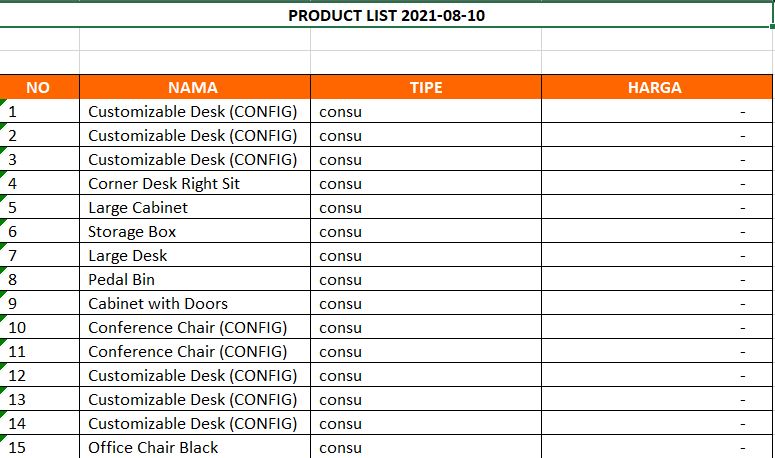 PRODUCT LIST 2021-08-10
NO NAMA TIPE HARGA
1 Customizable Desk (CONFIG) consu -
2 Customizable Desk (CONFIG) consu -
3 Customizable Desk (CONFIG) consu -
4 Corner Desk Right Sit consu -
5 Large Cabinet consu -
6 Storage Box consu -
7 Large Desk consu -
8 Pedal Bin consu -
9 Cabinet with Doors consu -
10 Conference Chair (CONFIG) consu -
11 Conference Chair (CONFIG) consu -
12 Customizable Desk (CONFIG) consu -
13 Customizable Desk (CONFIG) consu -
14 Customizable Desk (CONFIG) consu -
15 Office Chair Black consu -